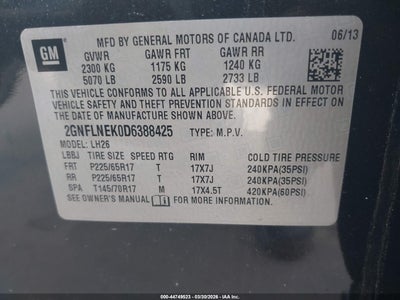 GM
MFD BY GENERAL MOTORS OF CANADA LTD.
06/13
GVWR GAWR FRT GAWR RR
2300 KG 1175 KG 1240 KG
5070 LB 2590 LB 2733 LB
THIS VEHICLE CONFORMS TO ALL APPLICABLE U.S. FEDERAL MOTOR
VEHICLE SAFETY AND THEFT PREVENTION STANDARDS IN EFFECT ON
THE DATE OF MANUFACTURE SHOWN ABOVE.
2GNFLNEK0D6388425 TYPE: M.P.V.
MODEL: LH26
LBBJ TIRE SIZE SPEED RTG RIM COLD TIRE PRESSURE
FRT P225/65R17 T 17X7J 240KPA(35PSI)
RR P225/65R17 T 17X7J 240KPA(35PSI)
SPA T145/70R17 M 17X4.5T 420KPA(60PSI)
SEE OWNER'S MANUAL FOR ADDITIONAL INFORMATION.
000-44749523 - 03/30/2026 - 000000